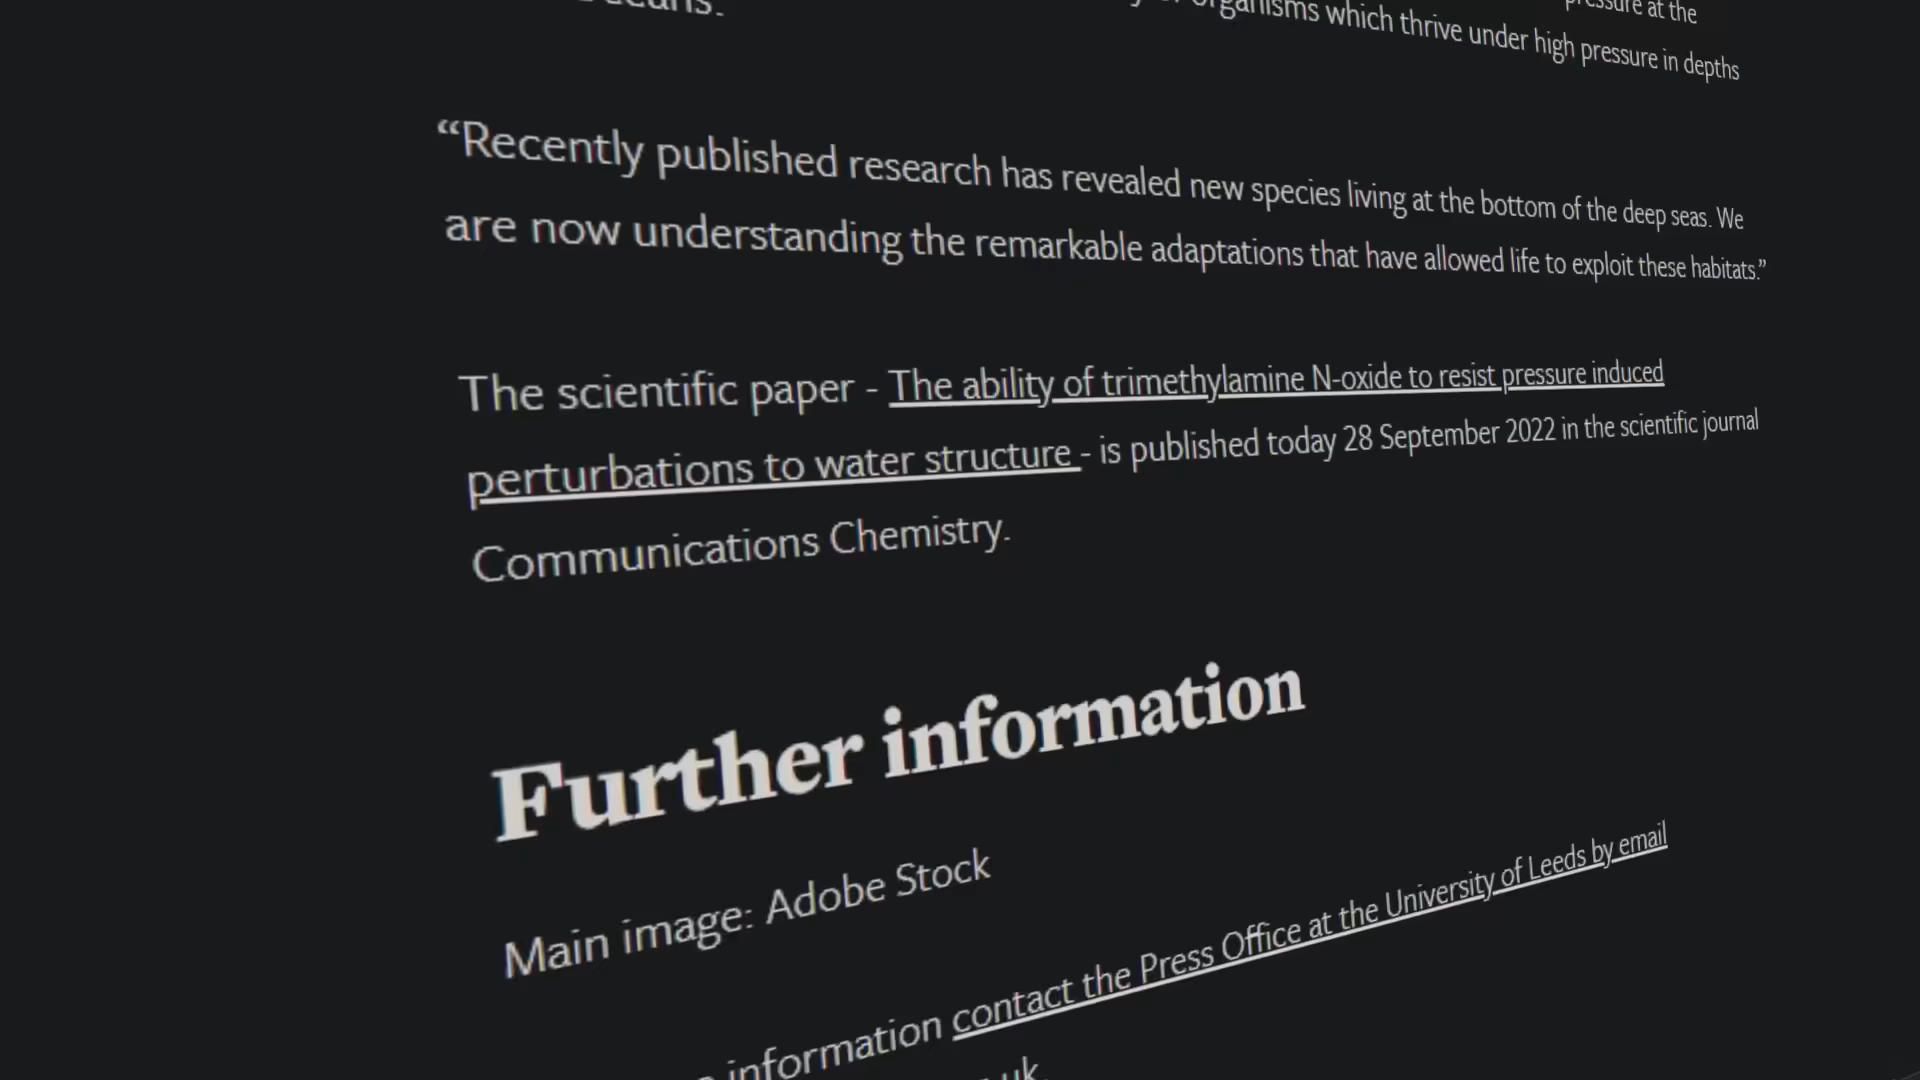 pressure at the
organisms which thrive under high pressure in depths
“Recently published research has revealed new species living at the bottom of the deep seas. We
are now understanding the remarkable adaptations that have allowed life to exploit these habitats.”
The scientific paper - The ability of trimethylamine N-oxide to resist pressure induced
perturbations to water structure - is published today 28 September 2022 in the scientific journal
Communications Chemistry.
Further information
Main image: Adobe Stock
information contact the Press Office at the University of Leeds by email